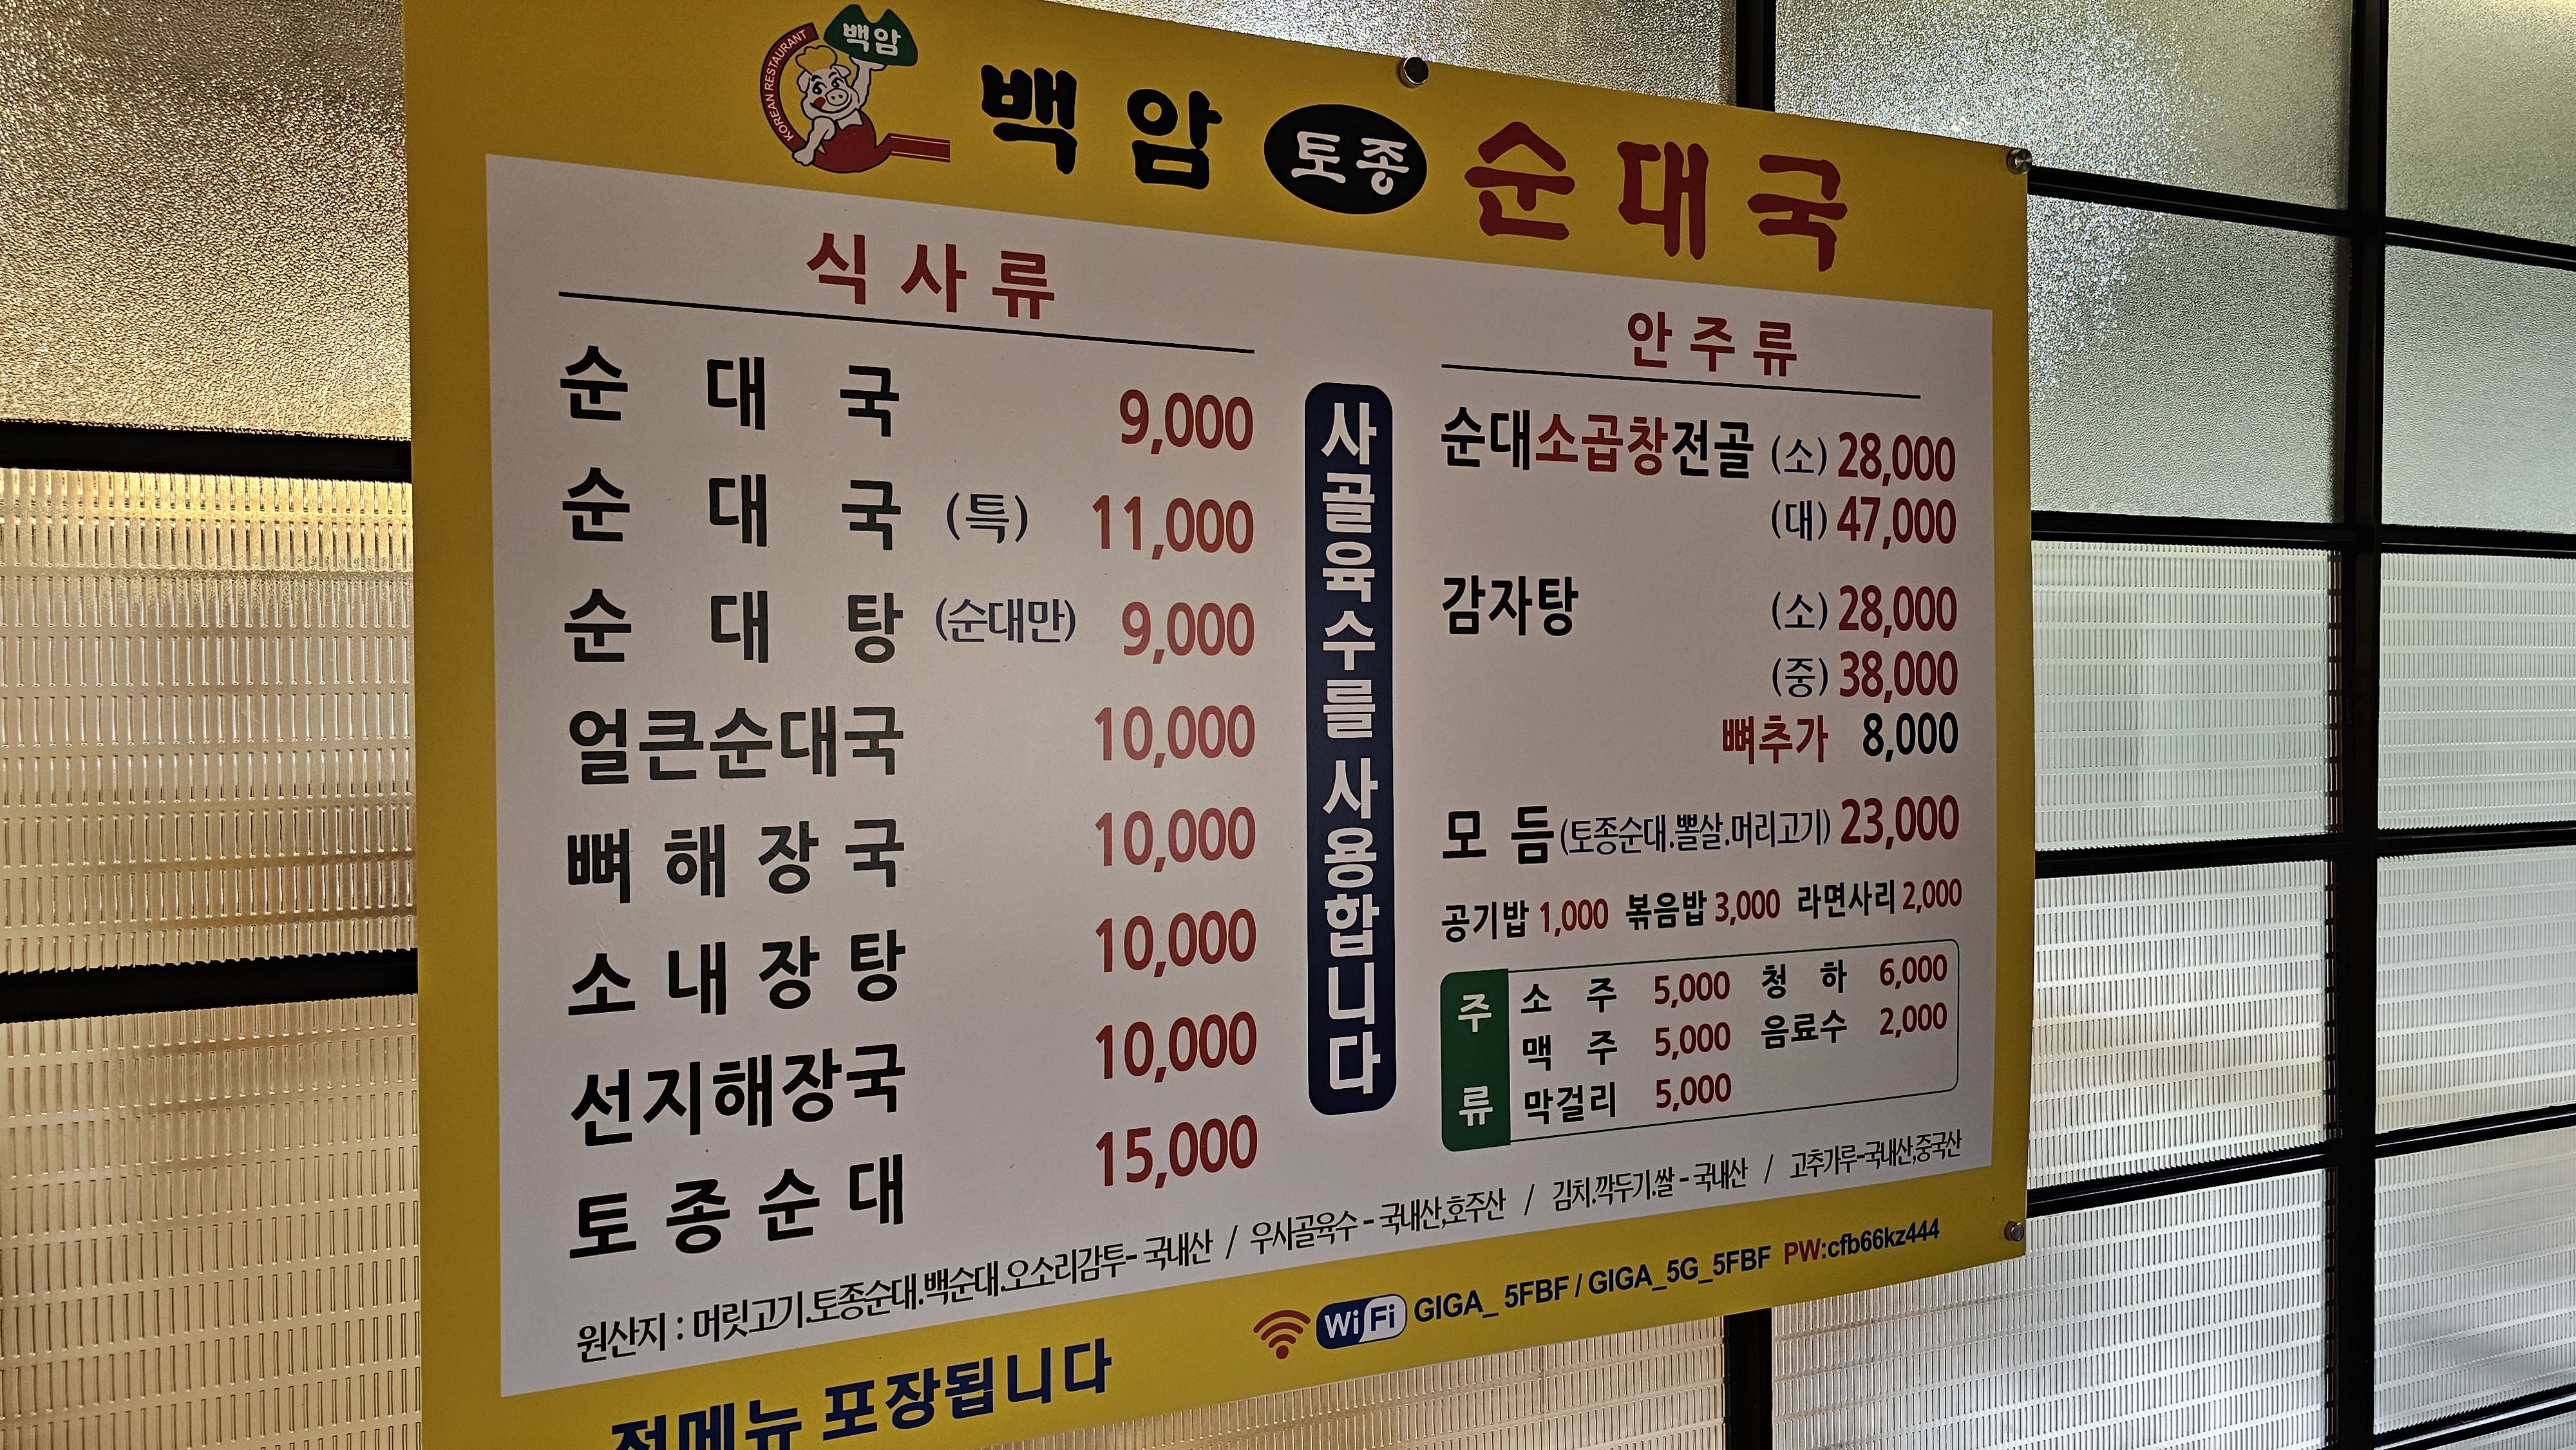 KOREAN RESTAURANT
백암
백암 토종 순대국
식사류
순대국 9,000
순대국 (특) 11,000
순대탕 (순대만) 9,000
얼큰순대국 10,000
뼈해장국 10,000
소내장탕 10,000
선지해장국 10,000
토종순대 15,000
사골육수를 사용합니다
안주류
순대소곱창전골 (소) 28,000
(대) 47,000
감자탕 (소) 28,000
(중) 38,000
뼈추가 8,000
모듬(토종순대.뽈살.머리고기) 23,000
공기밥 1,000 볶음밥 3,000 라면사리 2,000
주류
소주 5,000 청하 6,000
맥주 5,000 음료수 2,000
막걸리 5,000
원산지 : 머릿고기.토종순대.백순대.오소리감투- 국내산 / 우사골육수 - 국내산,호주산 / 김치.깍두기.쌀 - 국내산 / 고추가루-국내산,중국산
WiFi GIGA_ 5FBF / GIGA_5G_5FBF PW:cfb66kz444
전메뉴 포장됩니다